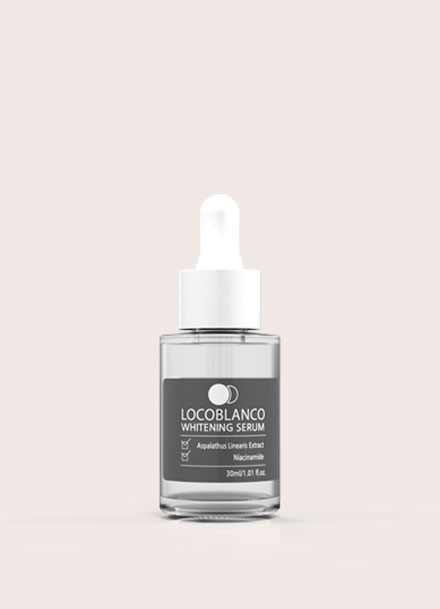 LOCOBLANCO
WHITENING SERUM
Aspalathus Linearis Extract
Niacinamide
30ml/1.01 fl.oz.